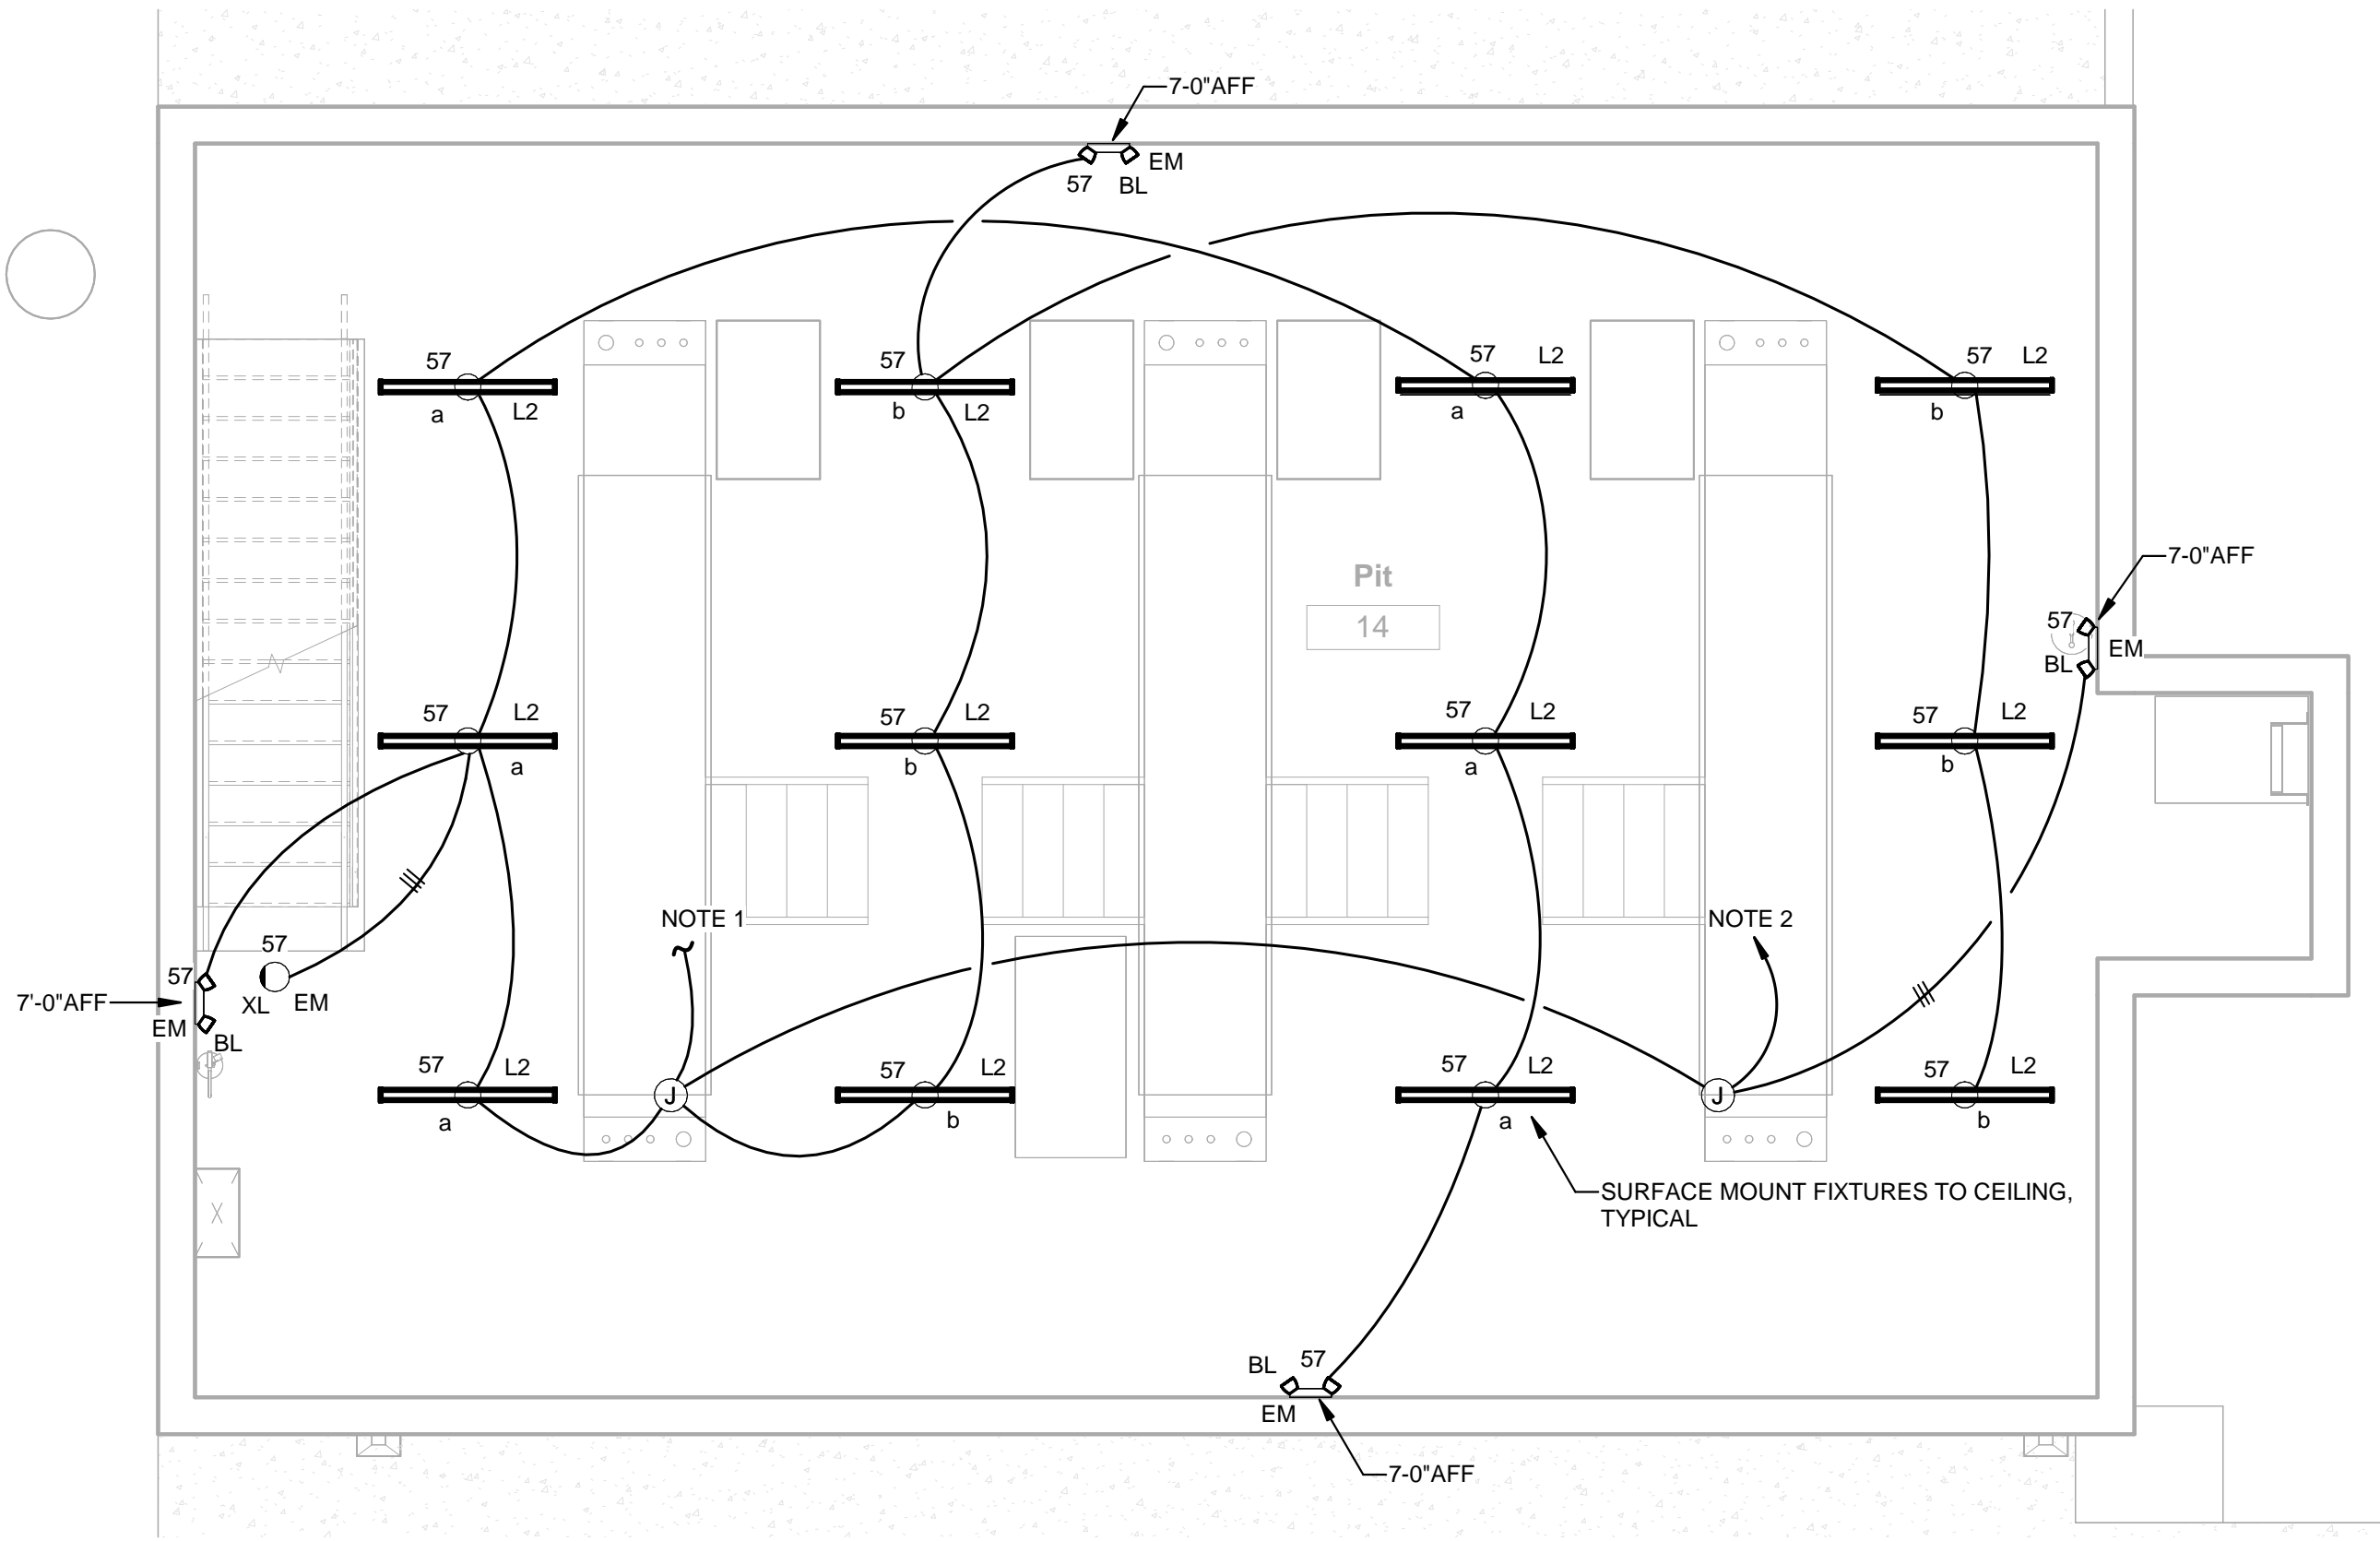 7-0"AFF
EM
57 BL
57
57
57 L2
57 L2
a L2
b L2
a
b
Pit
14
7-0"AFF
57
EM
BL
57 L2
57 L2
57 L2
57 L2
a
b
a
b
NOTE 1
NOTE 2
57
57
XL EM
7'-0"AFF
EM
BL
57 L2
57 L2
57 L2
57 L2
J
J
a
b
a
b
SURFACE MOUNT FIXTURES TO CEILING,
TYPICAL
BL 57
EM
7-0"AFF